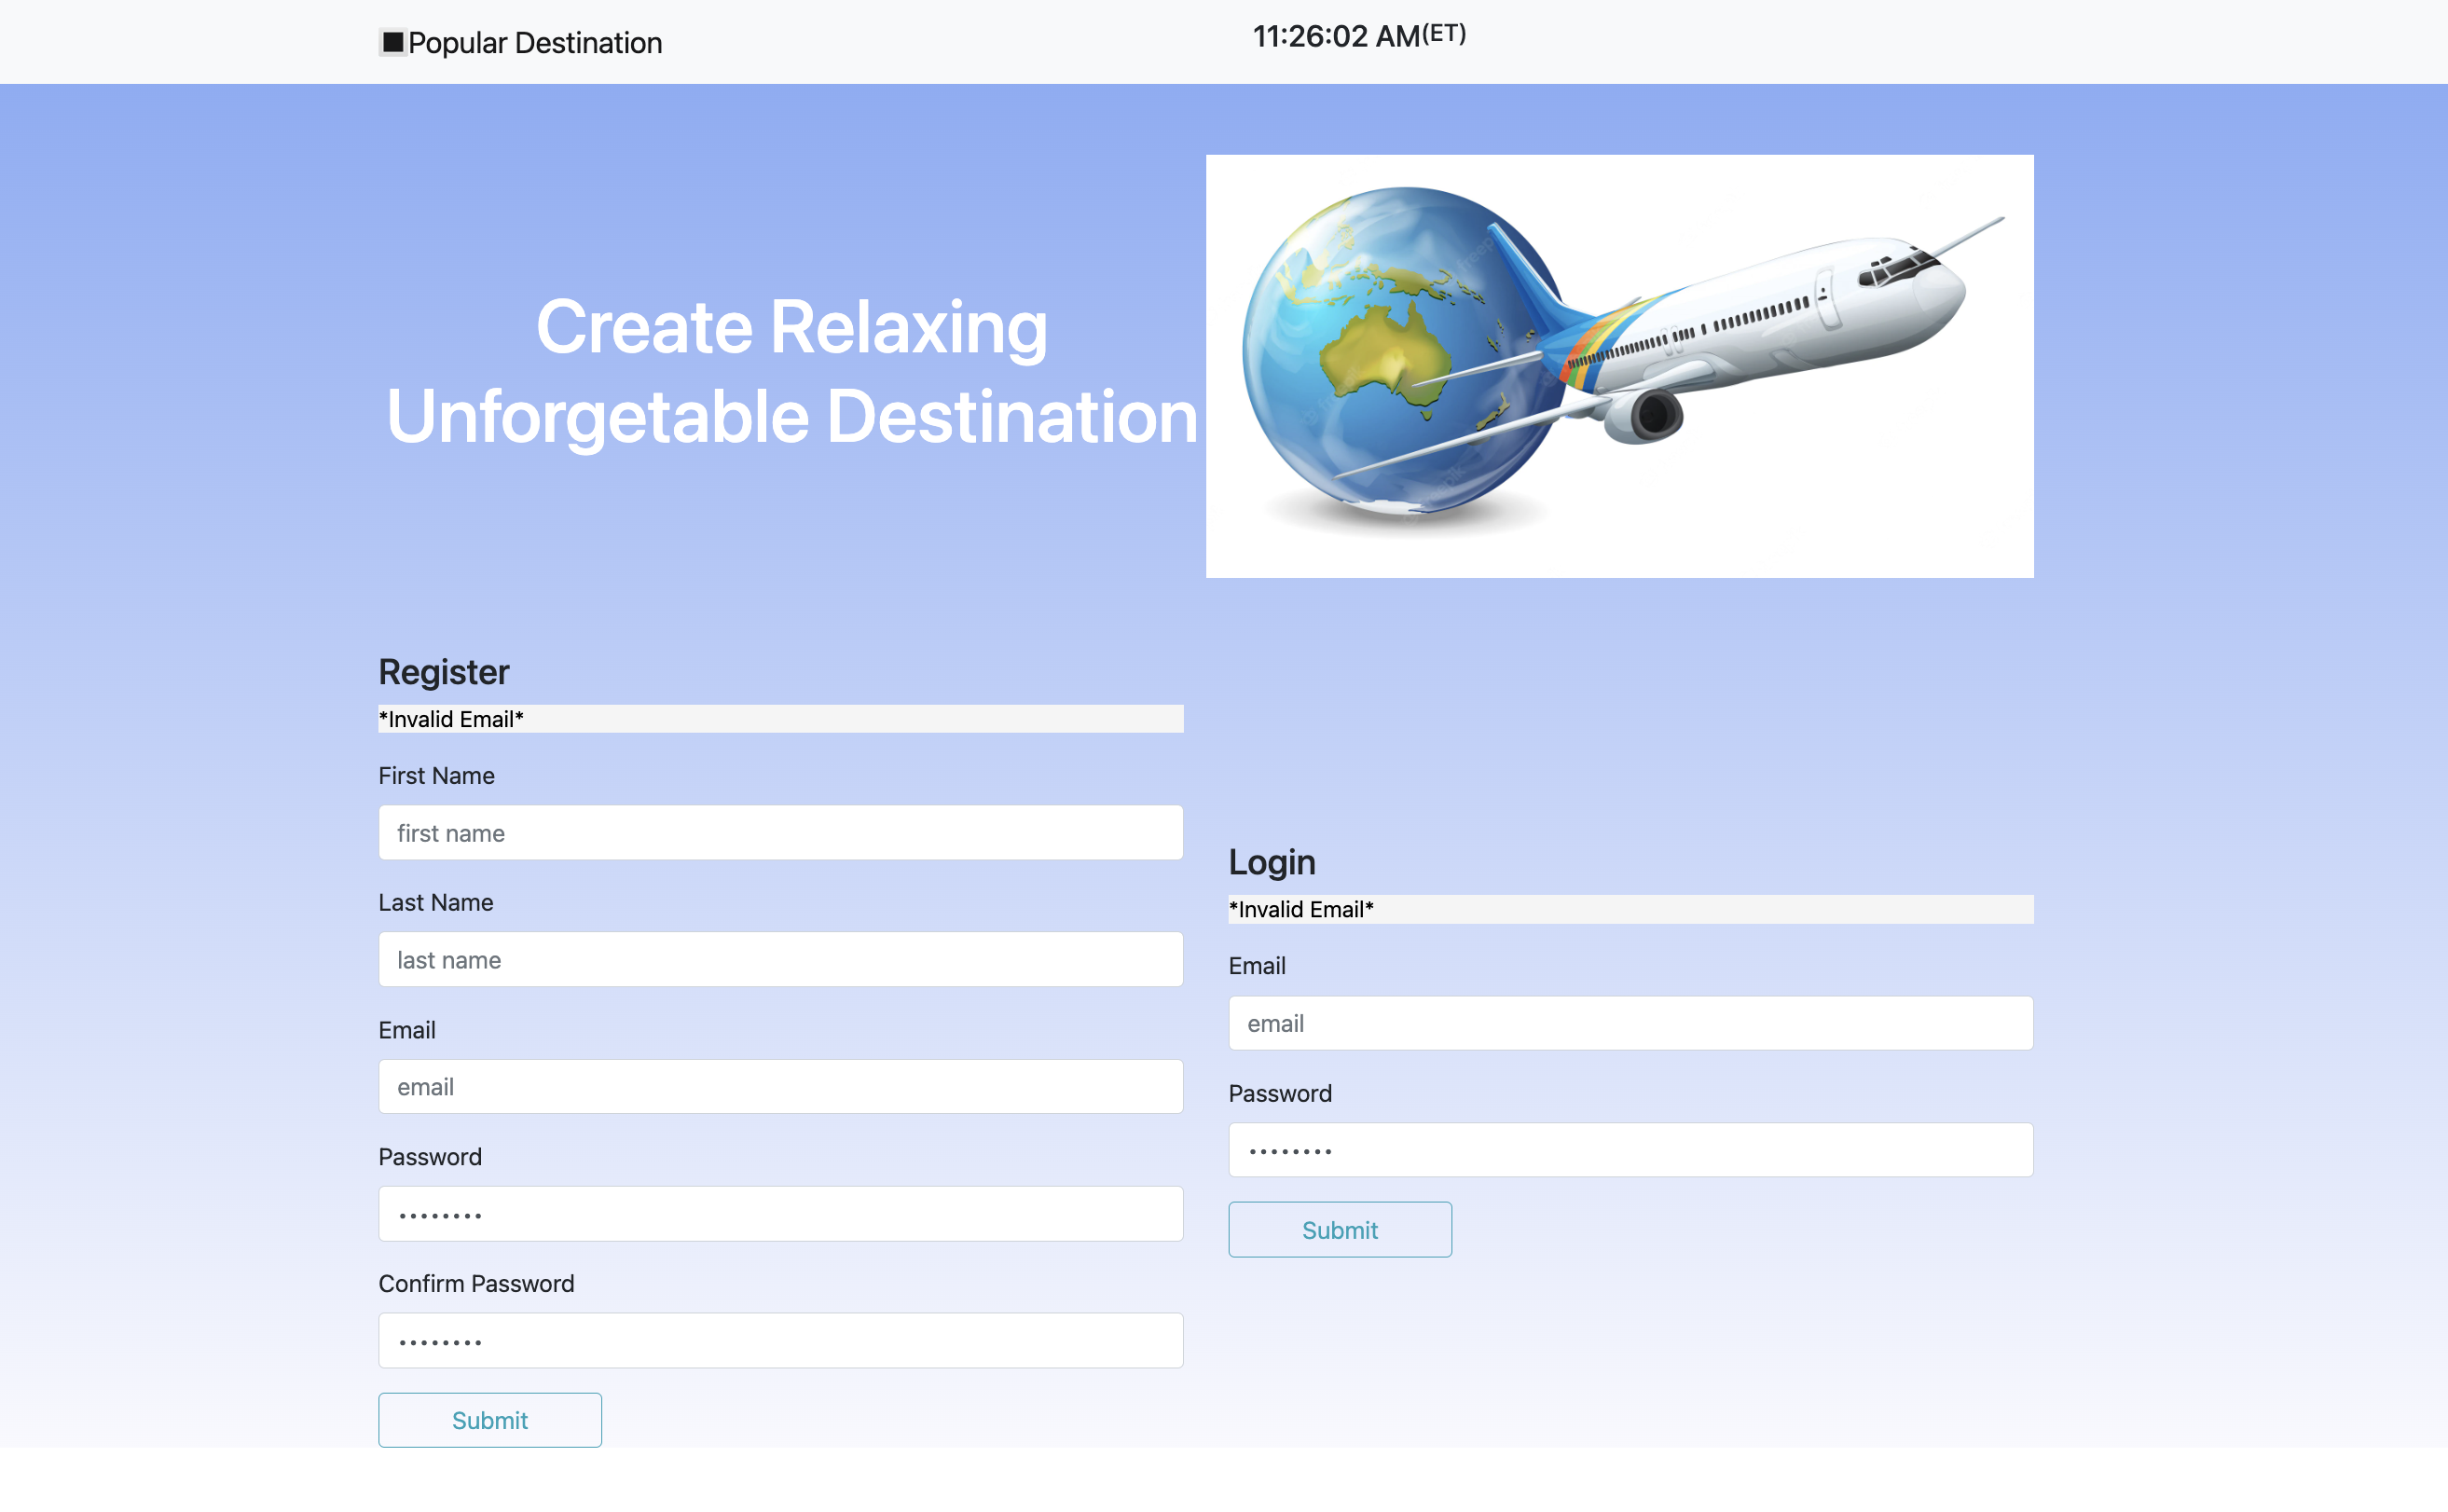 Popular Destination
11:26:02 AM(ET)
Create Relaxing
Unforgetable Destination
Register
*Invalid Email*
First Name
first name
Last Name
last name
Email
email
Password
••••••••
Confirm Password
••••••••
Submit
Login
*Invalid Email*
Email
email
Password
••••••••
Submit